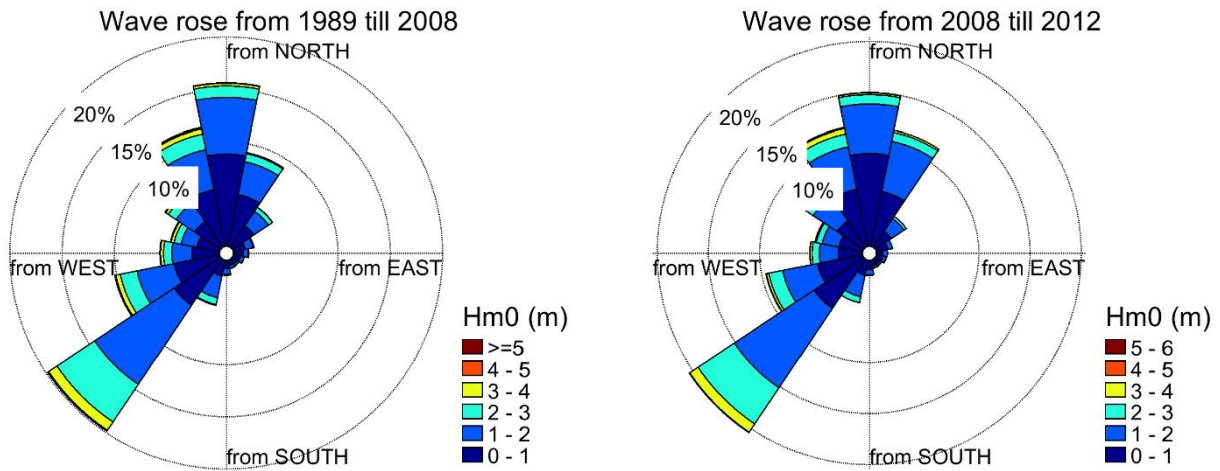 Wave rose from 1989 till 2008
from NORTH
20%
15%
10%
from WEST
from EAST
from SOUTH
Hm0 (m)
>=5
4 - 5
3 - 4
2 - 3
1 - 2
0 - 1
Wave rose from 2008 till 2012
from NORTH
20%
15%
10%
from WEST
from EAST
from SOUTH
Hm0 (m)
5 - 6
4 - 5
3 - 4
2 - 3
1 - 2
0 - 1